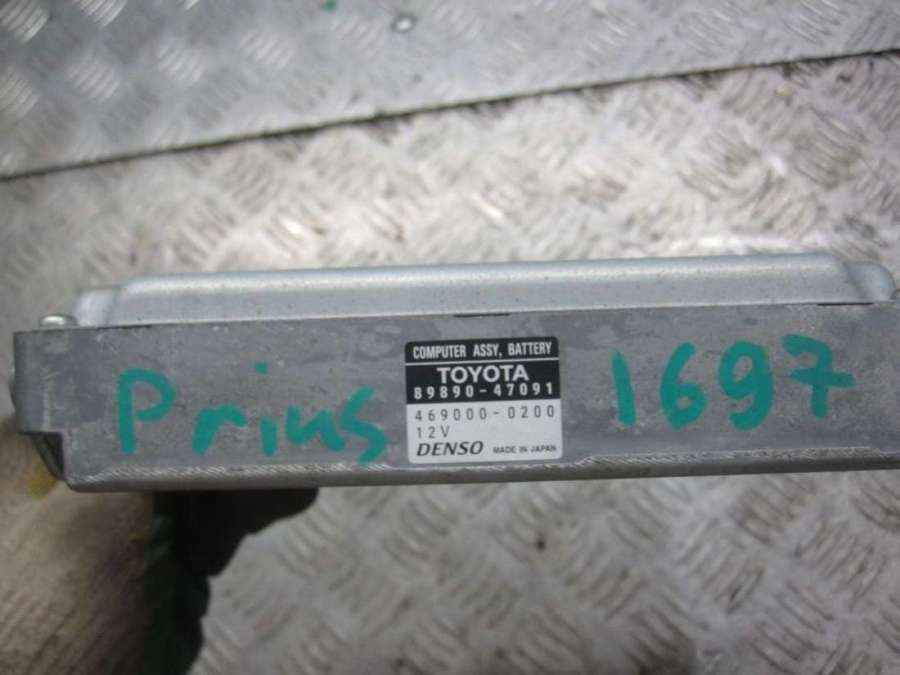 Prius
COMPUTER ASSY, BATTERY
TOYOTA
89890-47091
469000-0200
12V
DENSO MADE IN JAPAN
1697